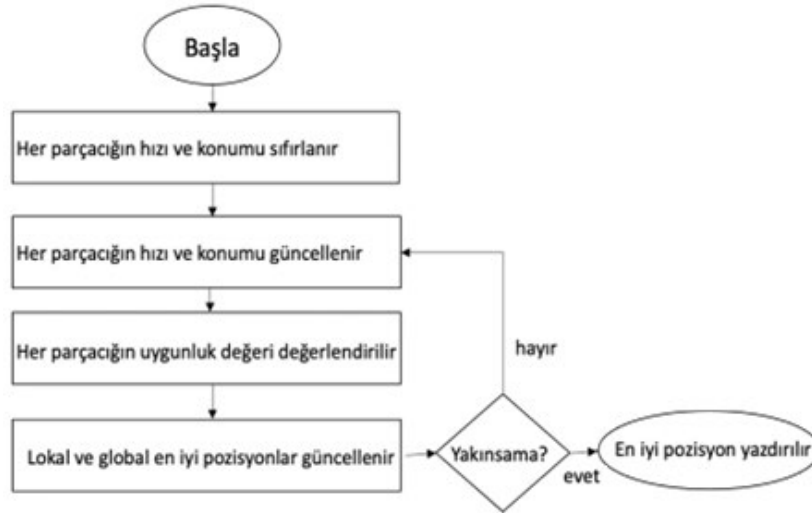 Başla
Her parçacığın hızı ve konumu sıfırlanır
Her parçacığın hızı ve konumu güncellenir
Her parçacığın uygunluk değeri değerlendirilir
hayır
Lokal ve global en iyi pozisyonlar güncellenir
Yakınsama?
evet
En iyi pozisyon yazdırılır